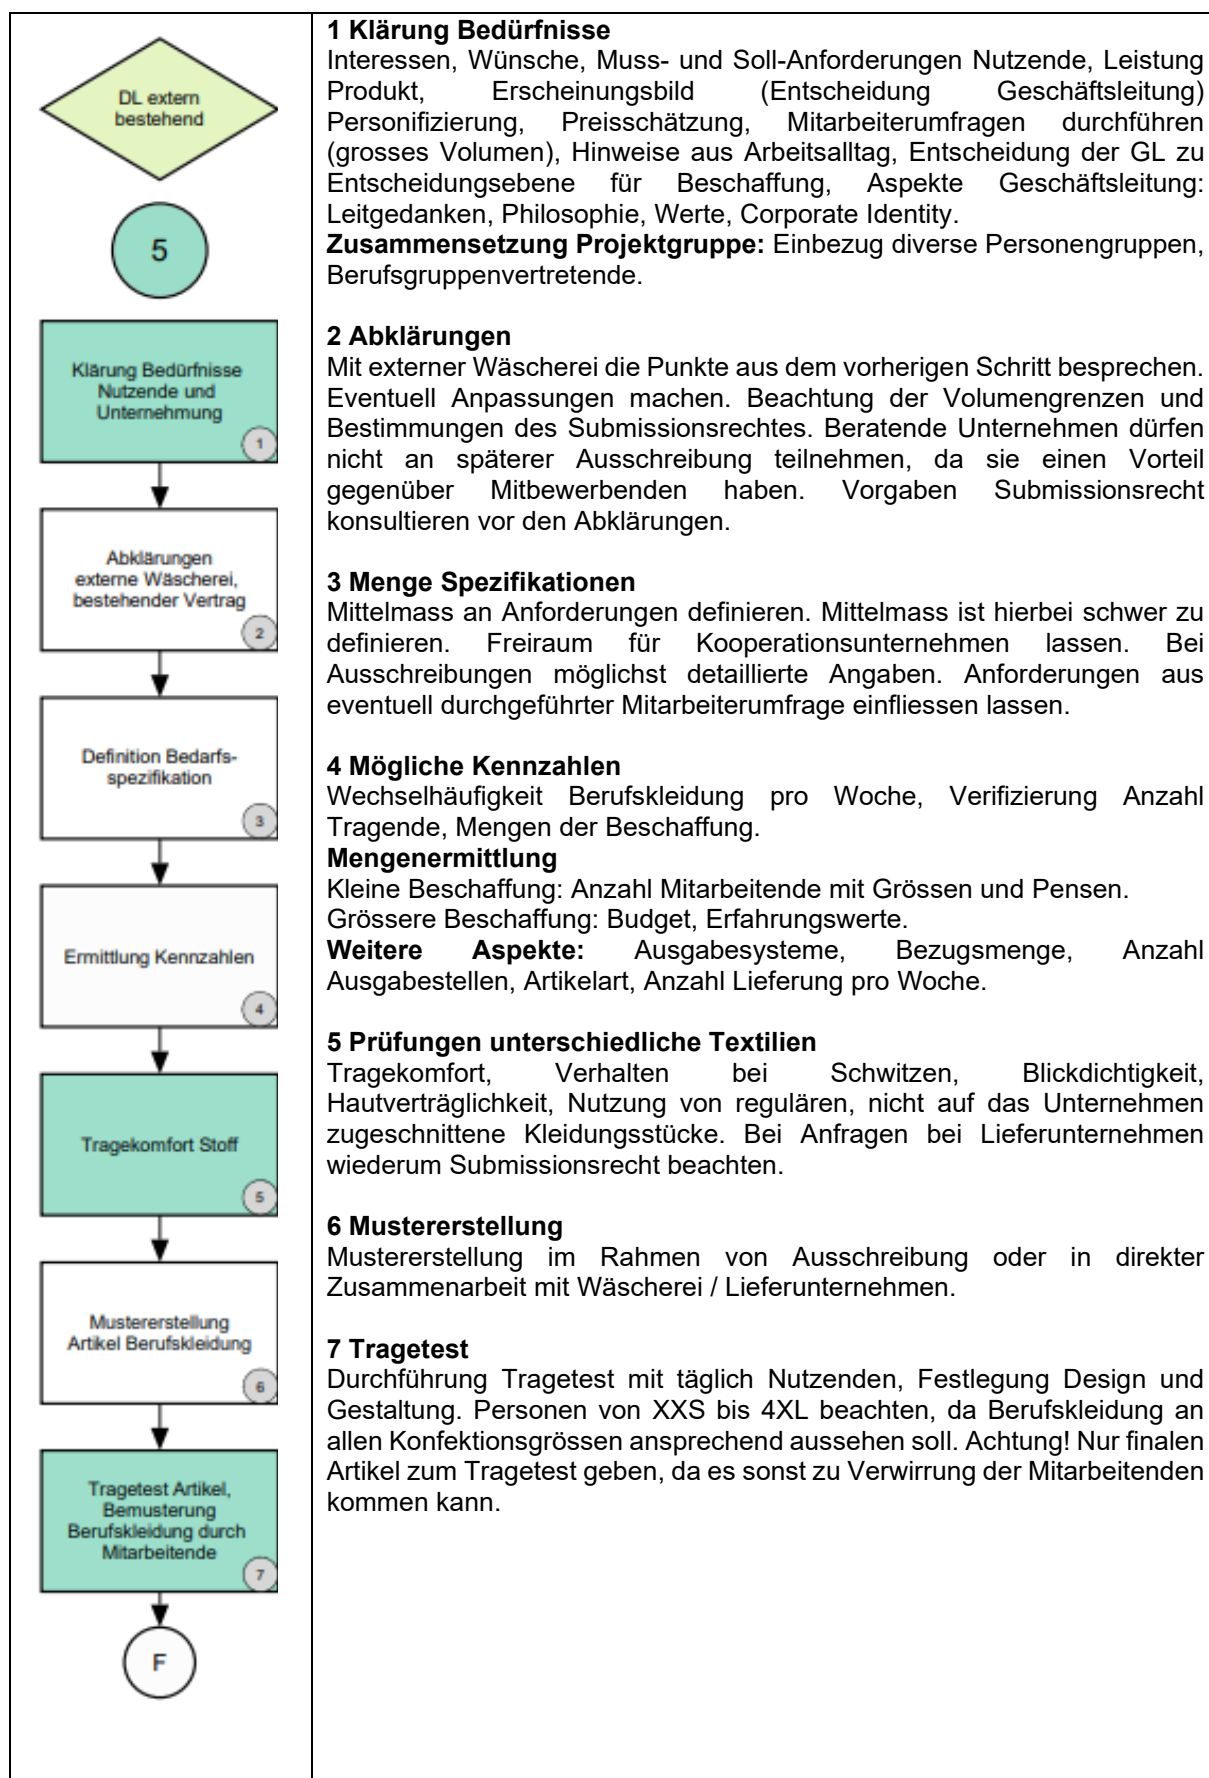 DL extern
bestehend
5
Klärung Bedürfnisse
Nutzende und
Unternehmung
1
Abklärungen
externe Wäscherei,
bestehender Vertrag
2
Definition Bedarfs-
spezifikation
3
Ermittlung Kennzahlen
4
Tragekomfort Stoff
5
Mustererstellung
Artikel Berufskleidung
6
Tragetest Artikel,
Bemusterung
Berufskleidung durch
Mitarbeitende
7
F
1 Klärung Bedürfnisse
Interessen, Wünsche, Muss- und Soll-Anforderungen Nutzende, Leistung
Produkt, Erscheinungsbild (Entscheidung Geschäftsleitung)
Personifizierung, Preisschätzung, Mitarbeiterumfragen durchführen
(grosses Volumen), Hinweise aus Arbeitsalltag, Entscheidung der GL zu
Entscheidungsebene für Beschaffung, Aspekte Geschäftsleitung:
Leitgedanken, Philosophie, Werte, Corporate Identity.
Zusammensetzung Projektgruppe: Einbezug diverse Personengruppen,
Berufsgruppenvertretende.
2 Abklärungen
Mit externer Wäscherei die Punkte aus dem vorherigen Schritt besprechen.
Eventuell Anpassungen machen. Beachtung der Volumengrenzen und
Bestimmungen des Submissionsrechtes. Beratende Unternehmen dürfen
nicht an späterer Ausschreibung teilnehmen, da sie einen Vorteil
gegenüber Mitbewerbenden haben. Vorgaben Submissionsrecht
konsultieren vor den Abklärungen.
3 Menge Spezifikationen
Mittelmass an Anforderungen definieren. Mittelmass ist hierbei schwer zu
definieren. Freiraum für Kooperationsunternehmen lassen. Bei
Ausschreibungen möglichst detaillierte Angaben. Anforderungen aus
eventuell durchgeführter Mitarbeiterumfrage einfliessen lassen.
4 Mögliche Kennzahlen
Wechselhäufigkeit Berufskleidung pro Woche, Verifizierung Anzahl
Tragende, Mengen der Beschaffung.
Mengenermittlung
Kleine Beschaffung: Anzahl Mitarbeitende mit Grössen und Pensen.
Grössere Beschaffung: Budget, Erfahrungswerte.
Weitere Aspekte: Ausgabesysteme, Bezugsmenge, Anzahl
Ausgabestellen, Artikelart, Anzahl Lieferung pro Woche.
5 Prüfungen unterschiedliche Textilien
Tragekomfort, Verhalten bei Schwitzen, Blickdichtigkeit,
Hautverträglichkeit, Nutzung von regulären, nicht auf das Unternehmen
zugeschnittene Kleidungsstücke. Bei Anfragen bei Lieferunternehmen
wiederum Submissionsrecht beachten.
6 Mustererstellung
Mustererstellung im Rahmen von Ausschreibung oder in direkter
Zusammenarbeit mit Wäscherei / Lieferunternehmen.
7 Tragetest
Durchführung Tragetest mit täglich Nutzenden, Festlegung Design und
Gestaltung. Personen von XXS bis 4XL beachten, da Berufskleidung an
allen Konfektionsgrössen ansprechend aussehen soll. Achtung! Nur finalen
Artikel zum Tragetest geben, da es sonst zu Verwirrung der Mitarbeitenden
kommen kann.